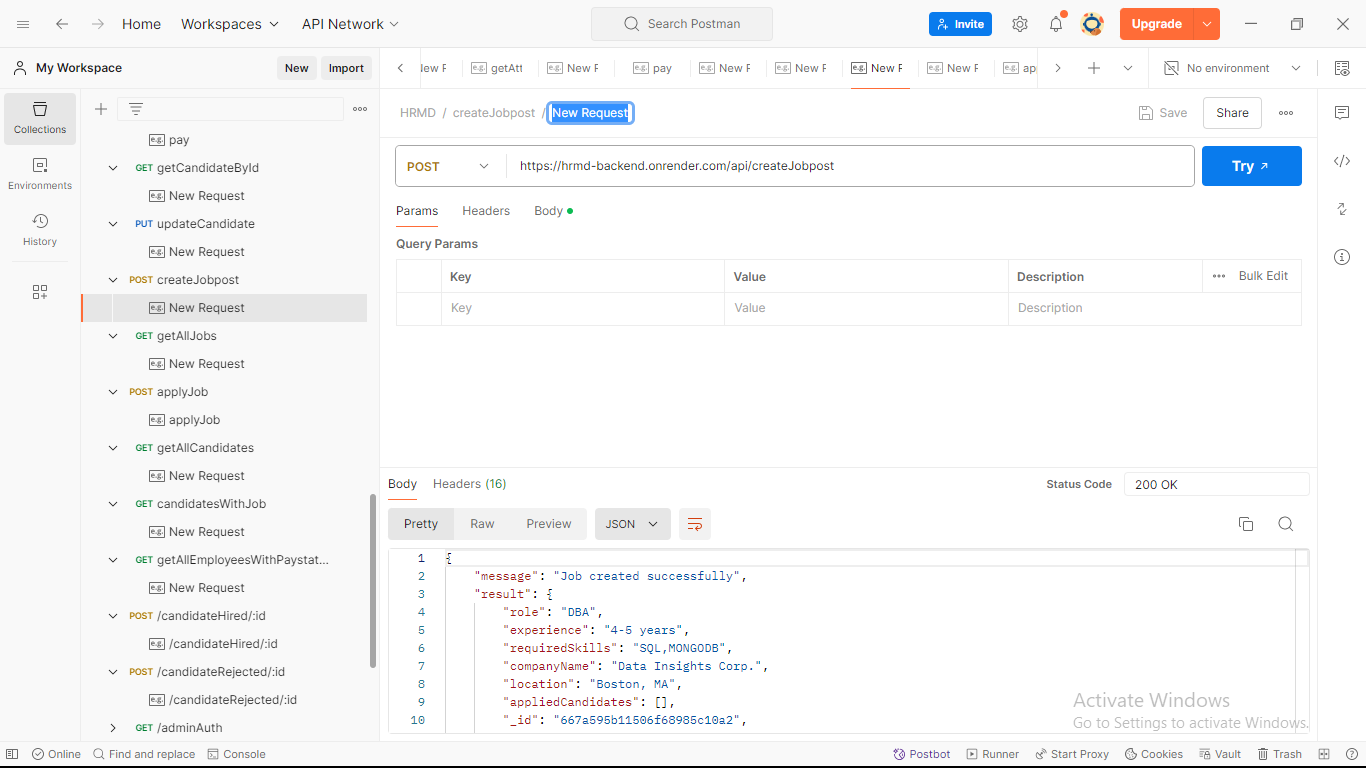 Home Workspaces API Network Search Postman Invite Upgrade
My Workspace New Import
getAtt New F pay New F New F New F New F No environment
Collections
Environments
History
pay
GET getCandidateById
e.g. New Request
PUT updateCandidate
e.g. New Request
POST createJobpost
e.g. New Request
GET getAllJobs
e.g. New Request
POST applyJob
e.g. applyJob
GET getAllCandidates
e.g. New Request
GET candidatesWithJob
e.g. New Request
GET getAllEmployeesWithPaystat...
e.g. New Request
POST /candidateHired/:id
e.g. /candidateHired/:id
POST /candidateRejected/:id
e.g. /candidateRejected/:id
GET /adminAuth
HRMD / createJobpost / New Request Save Share
POST https://hrmd-backend.onrender.com/api/createJobpost Try
Params Headers Body
Query Params
Key Value Description Bulk Edit
Key Value Description
Body Headers (16) Status Code 200 OK
Pretty Raw Preview JSON
1 {
2 "message": "Job created successfully",
3 "result": {
4 "role": "DBA",
5 "experience": "4-5 years",
6 "requiredSkills": "SQL,MONGODB",
7 "companyName": "Data Insights Corp.",
8 "location": "Boston, MA",
9 "appliedCandidates": [],
10 "_id": "667a595b11506f68985c10a2",
Activate Windows
Go to Settings to activate Windows.
Online Find and replace Console Postbot Runner Start Proxy Cookies Vault Trash